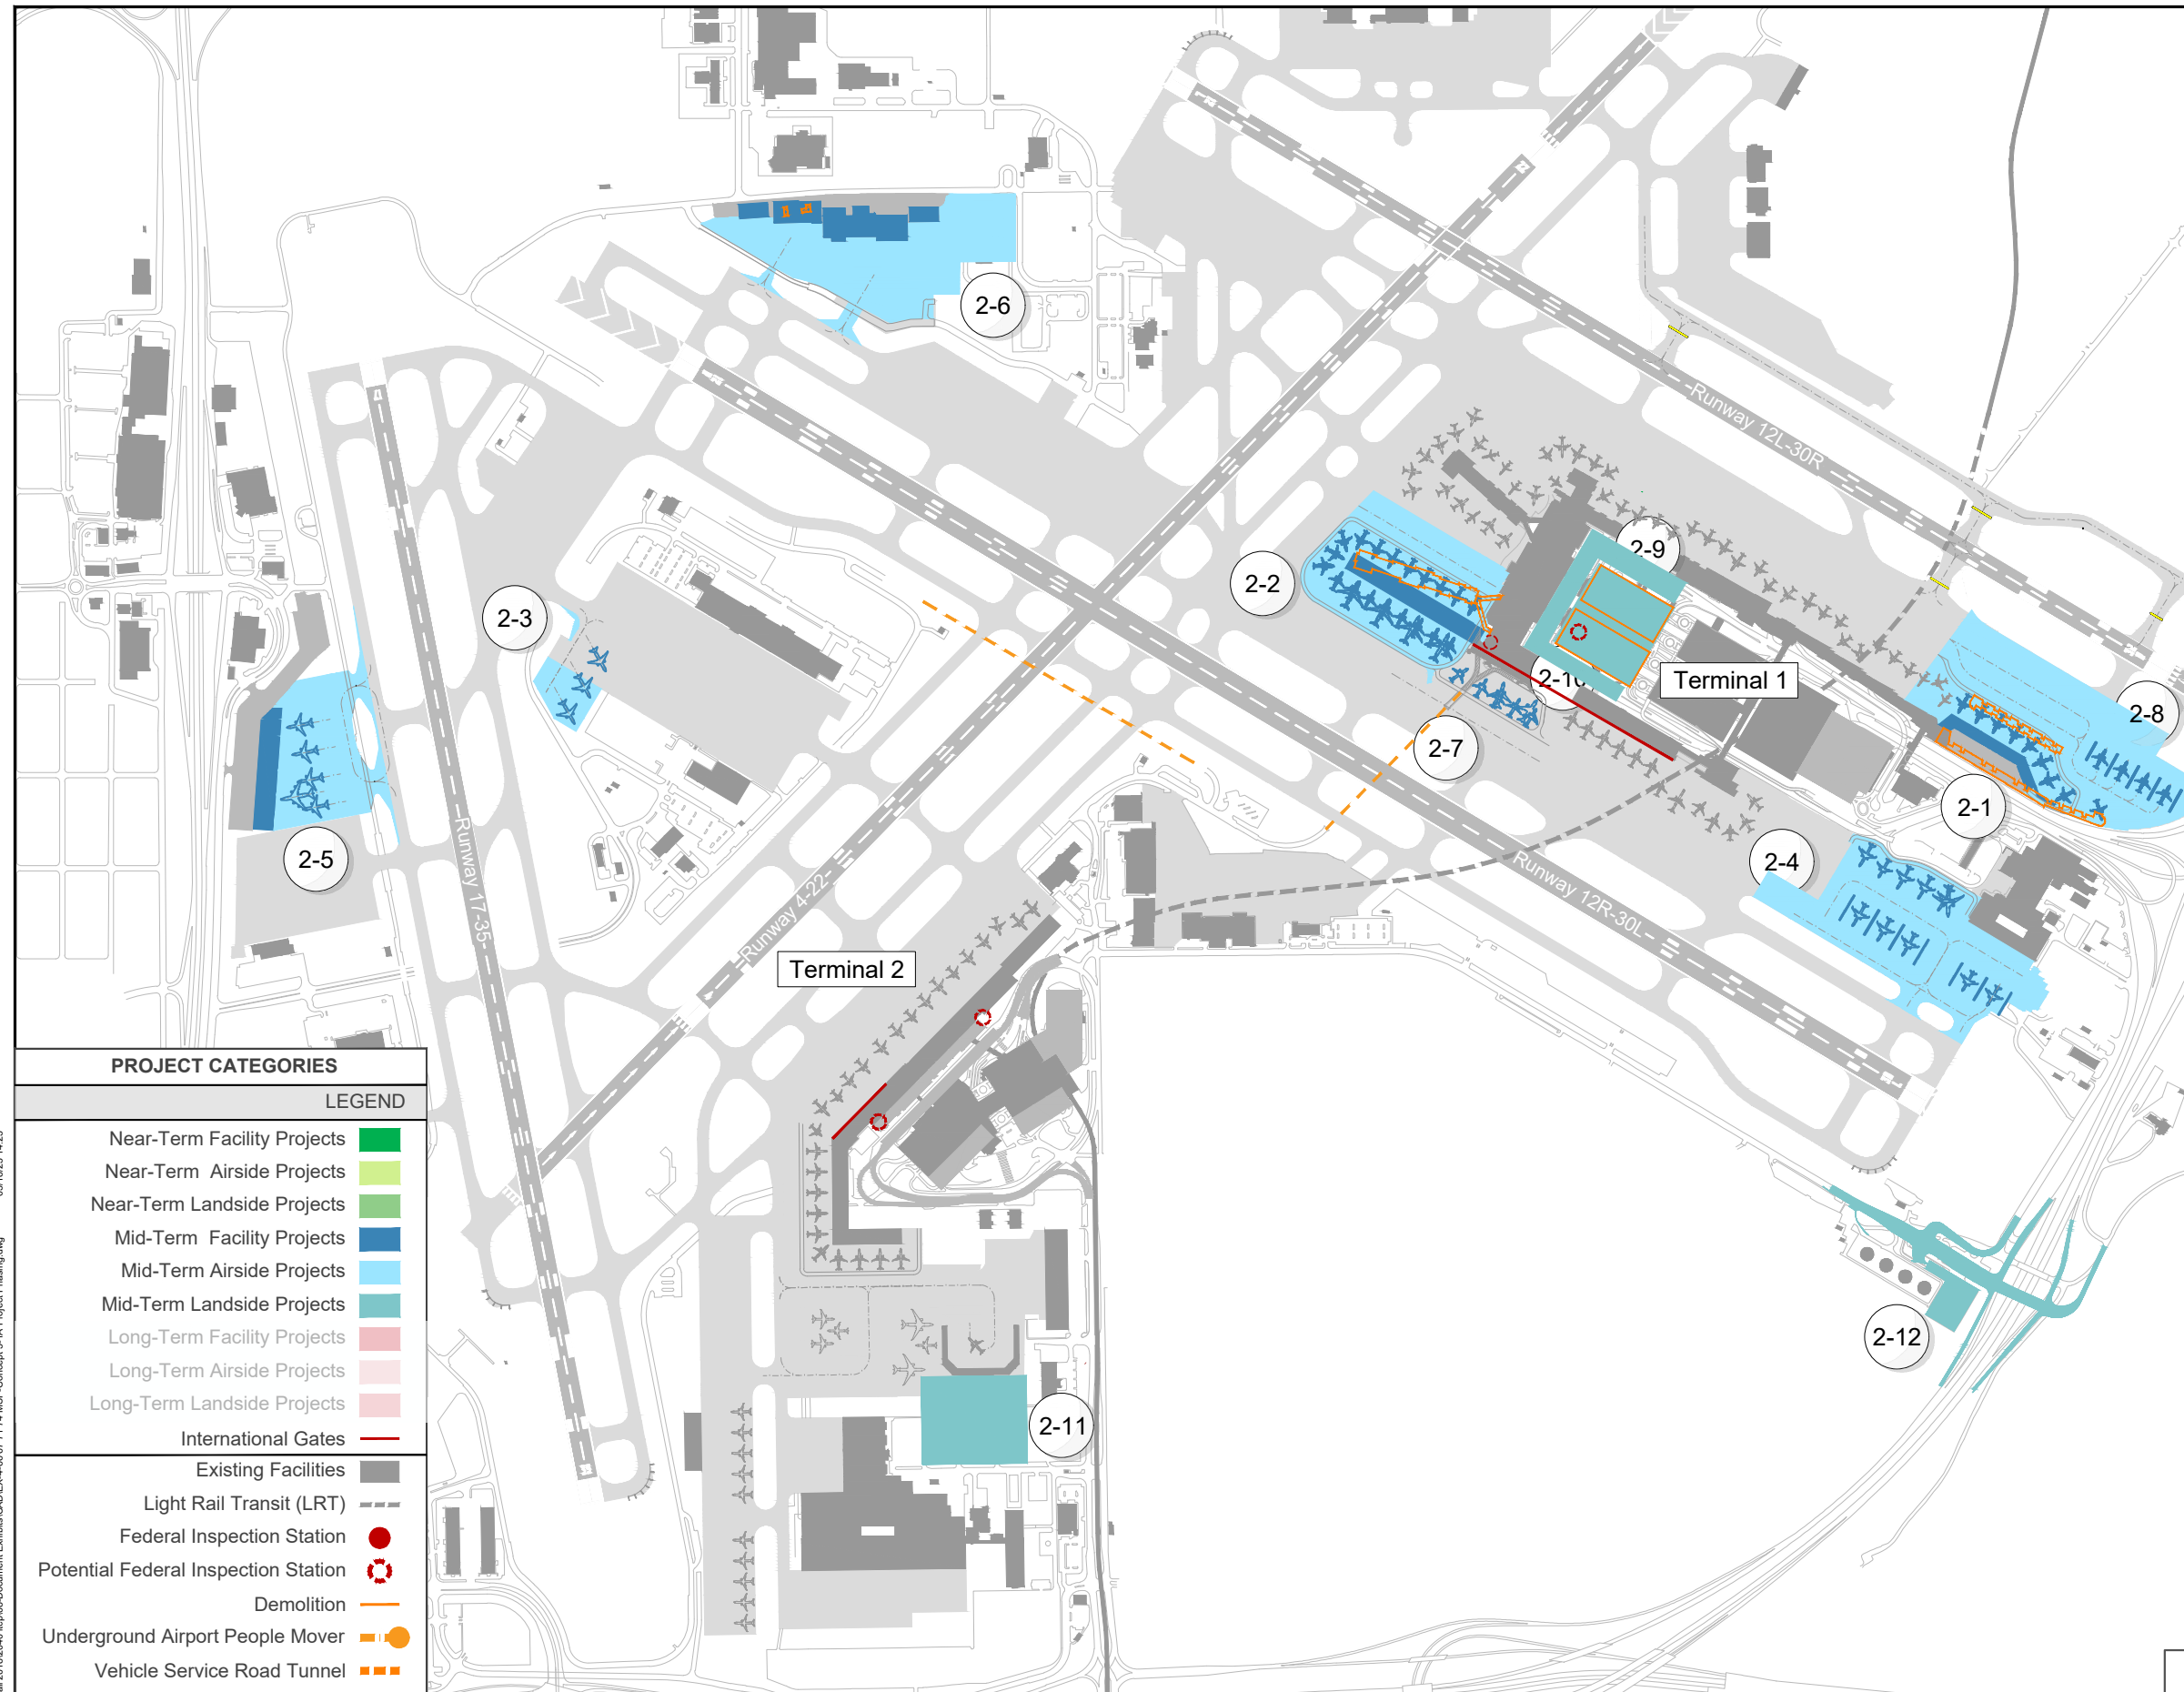 2-6
Runway 12L-30R
2-9
2-2
2-3
2-10
Terminal 1
2-8
2-7
2-1
2-5
Runway 17-35
Runway 4-22
Runway 12R-30L
2-4
Terminal 2
PROJECT CATEGORIES
LEGEND
Near-Term Facility Projects
Near-Term Airside Projects
Near-Term Landside Projects
Mid-Term Facility Projects
Mid-Term Airside Projects
Mid-Term Landside Projects
Long-Term Facility Projects
Long-Term Airside Projects
Long-Term Landside Projects
International Gates
Existing Facilities
Light Rail Transit (LRT)
Federal Inspection Station
Potential Federal Inspection Station
Demolition
Underground Airport People Mover
Vehicle Service Road Tunnel
2-12
2-11